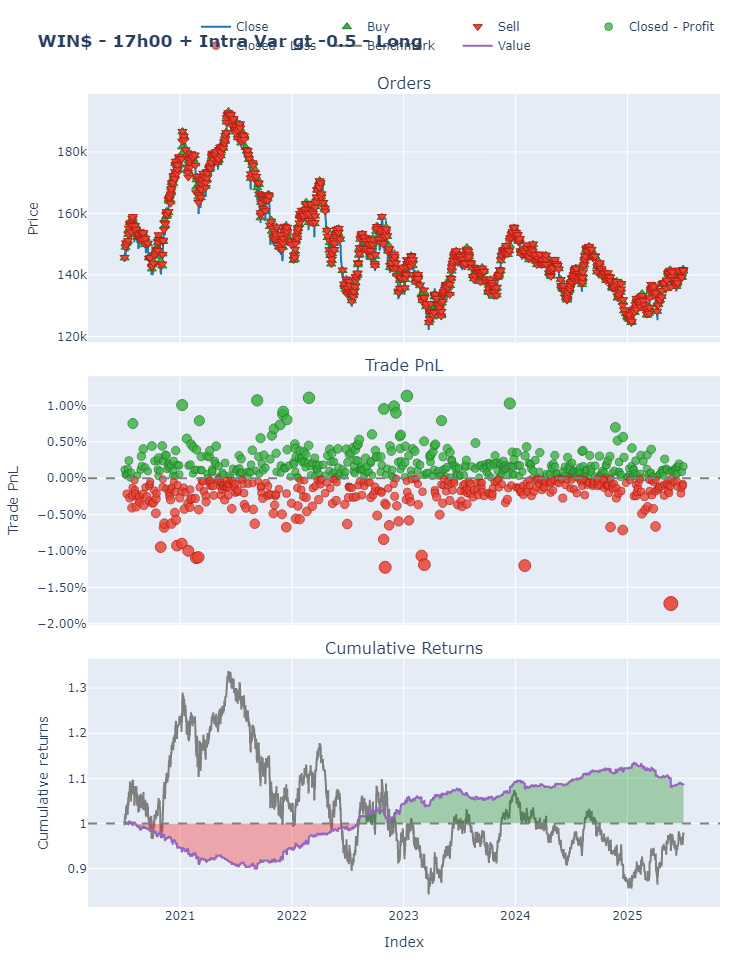 Close Buy Sell Closed - Profit
WIN$ - 17h00 + Intra Var gt -0.5 - Long
Closed - Loss Benchmark Value
Orders
180k
160k
140k
120k
Price
Trade PnL
1.00%
0.50%
0.00%
−0.50%
−1.00%
−1.50%
−2.00%
Trade PnL
Cumulative Returns
1.3
1.2
1.1
1
0.9
Cumulative returns
2021 2022 2023 2024 2025
Index